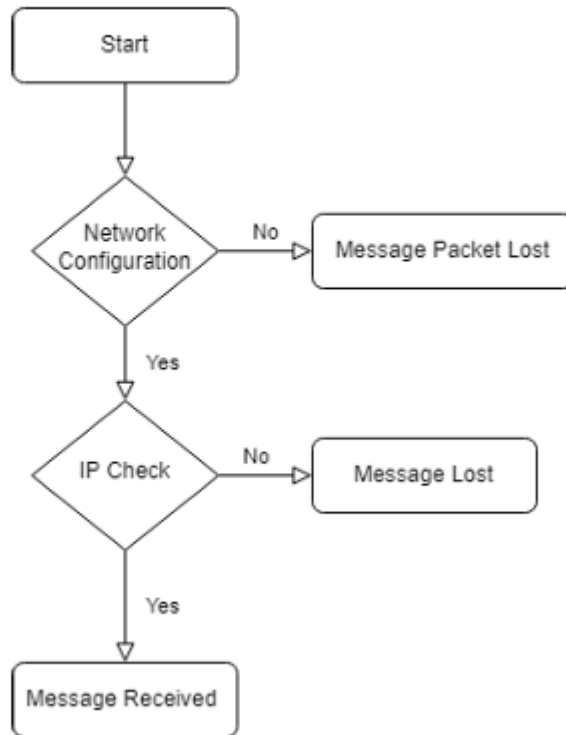 Start
Network
Configuration
No
Message Packet Lost
Yes
IP Check
No
Message Lost
Yes
Message Received